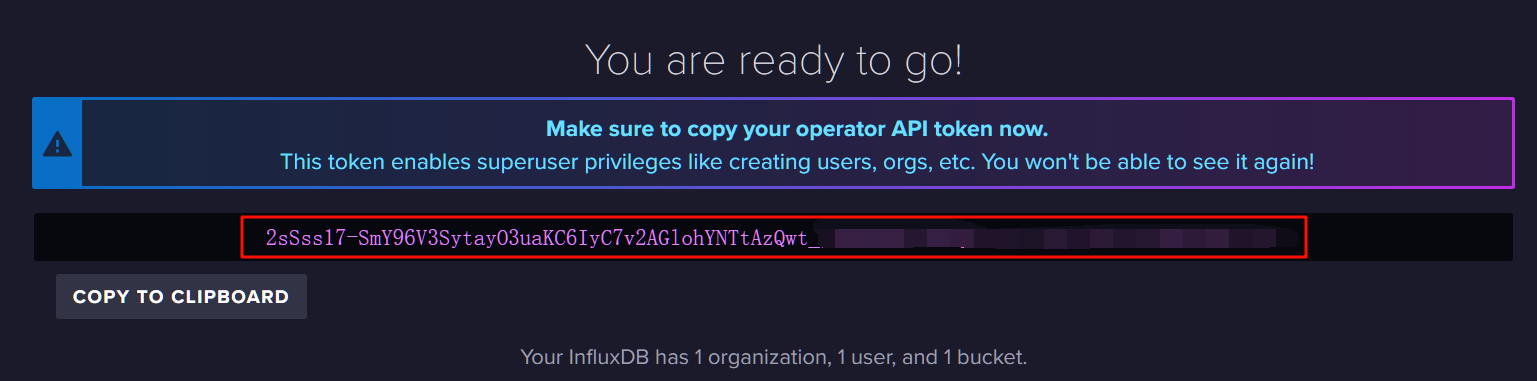 You are ready to go!
Make sure to copy your operator API token now.
This token enables superuser privileges like creating users, orgs, etc. You won't be able to see it again!
2sSss17-SmY96V3SytayO3uaKC6IyC7v2AGlohYNTtAzQwt_
COPY TO CLIPBOARD
Your InfluxDB has 1 organization, 1 user, and 1 bucket.